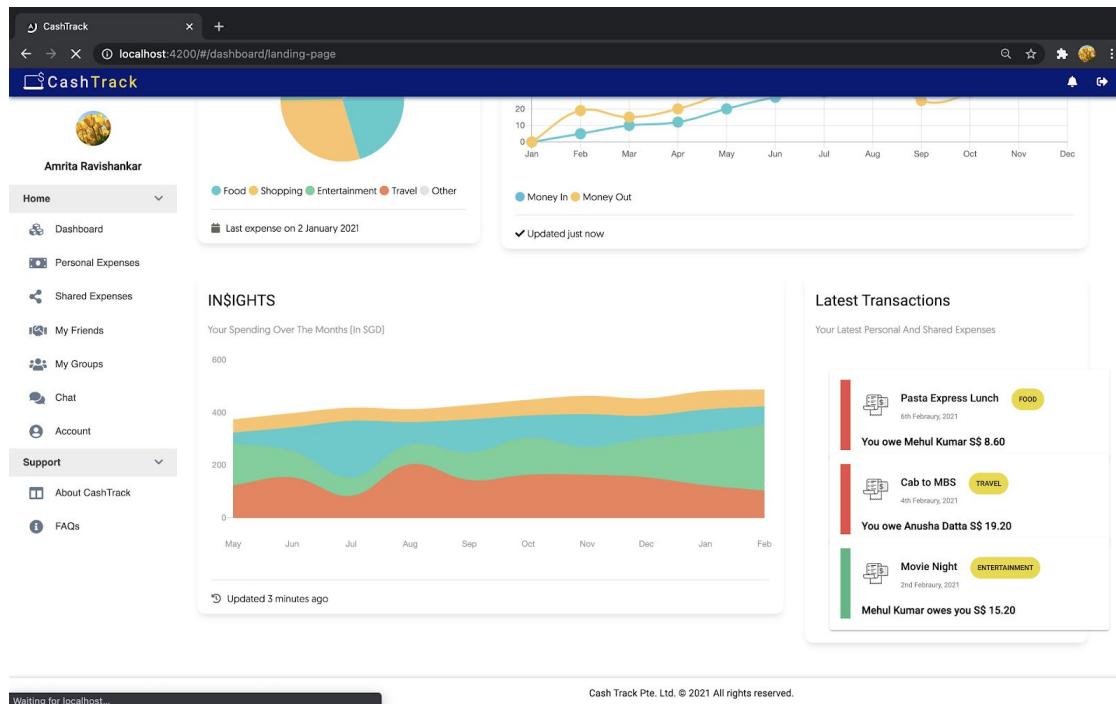 CashTrack
localhost:4200/#/dashboard/landing-page
CashTrack
Amrita Ravishankar
Home
Dashboard
Personal Expenses
Shared Expenses
My Friends
My Groups
Chat
Account
Support
About CashTrack
FAQs
Food Shopping Entertainment Travel Other
Last expense on 2 January 2021
20
10
0
Jan Feb Mar Apr May Jun Jul Aug Sep Oct Nov Dec
Money In Money Out
Updated just now
IN$IGHTS
Your Spending Over The Months (In SGD)
600
400
200
0
May Jun Jul Aug Sep Oct Nov Dec Jan Feb
Updated 3 minutes ago
Latest Transactions
Your Latest Personal And Shared Expenses
Pasta Express Lunch FOOD
6th Febraury, 2021
You owe Mehul Kumar S$ 8.60
Cab to MBS TRAVEL
4th Febraury, 2021
You owe Anusha Datta S$ 19.20
Movie Night ENTERTAINMENT
2nd Febraury, 2021
Mehul Kumar owes you S$ 15.20
Cash Track Pte. Ltd. © 2021 All rights reserved.
Waiting for localhost...